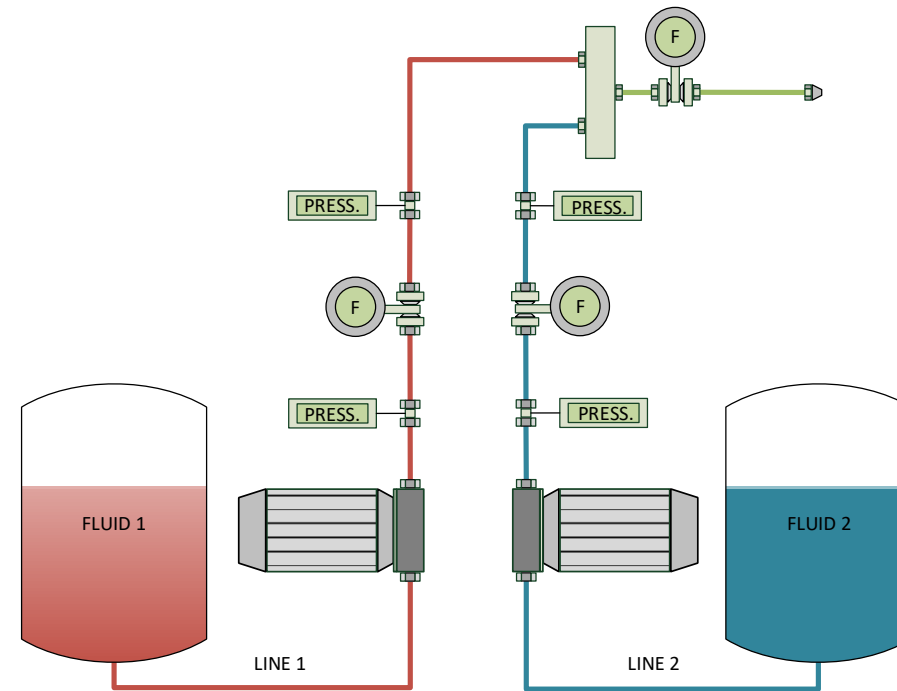 F
PRESS.
PRESS.
F
F
PRESS.
PRESS.
FLUID 1
FLUID 2
LINE 1
LINE 2